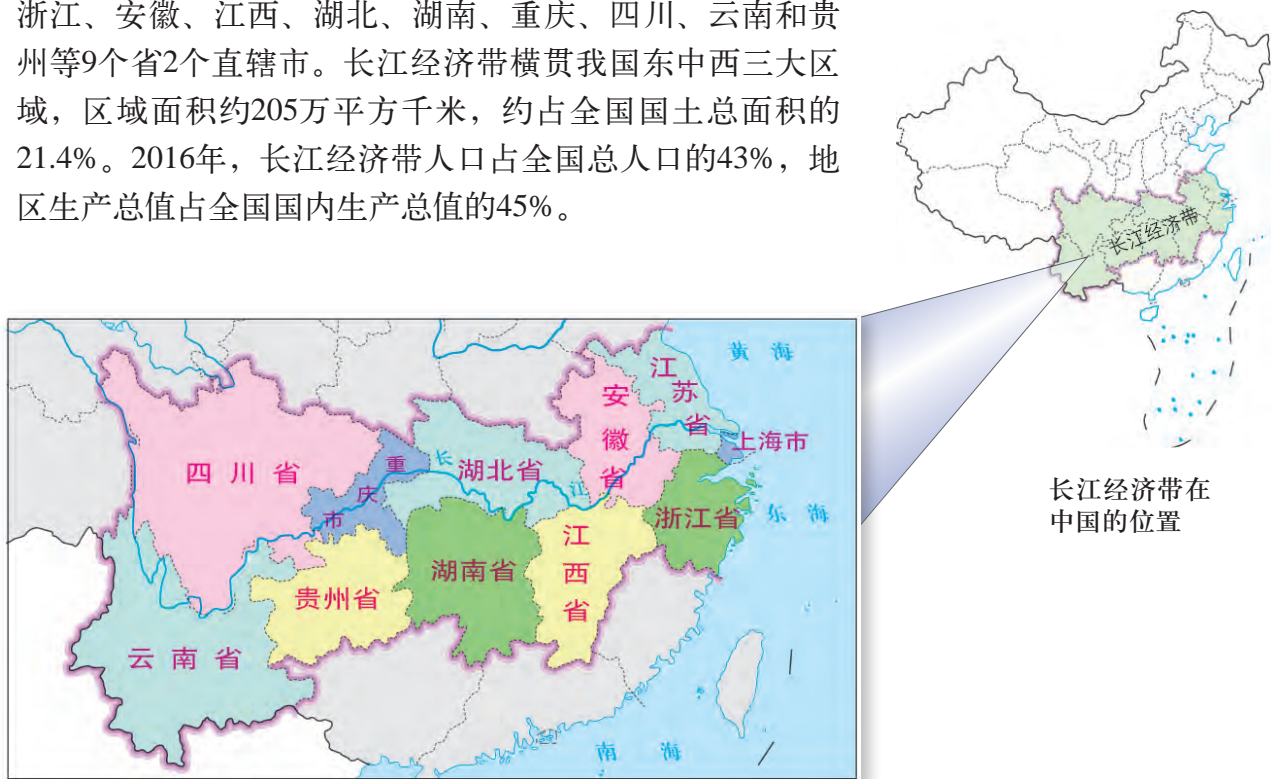 浙江、安徽、江西、湖北、湖南、重庆、四川、云南和贵
州等9个省2个直辖市。长江经济带横贯我国东中西三大区
域，区域面积约205万平方千米，约占全国国土总面积的
21.4%。2016年，长江经济带人口占全国总人口的43%，地
区生产总值占全国国内生产总值的45%。
长江经济带
长江经济带在
中国的位置
黄海
江苏省
安徽省
上海市
四川省
重庆市
长江
湖北省
浙江省
东海
江西省
湖南省
贵州省
云南省
南海